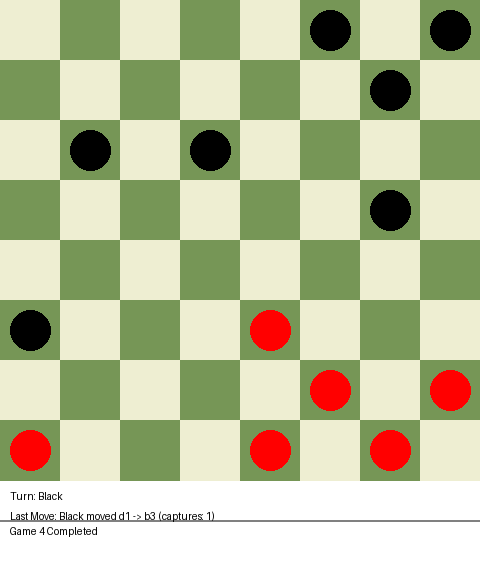 Turn: Black
Last Move: Black moved d1 -> b3 (captures: 1)
Game 4 Completed